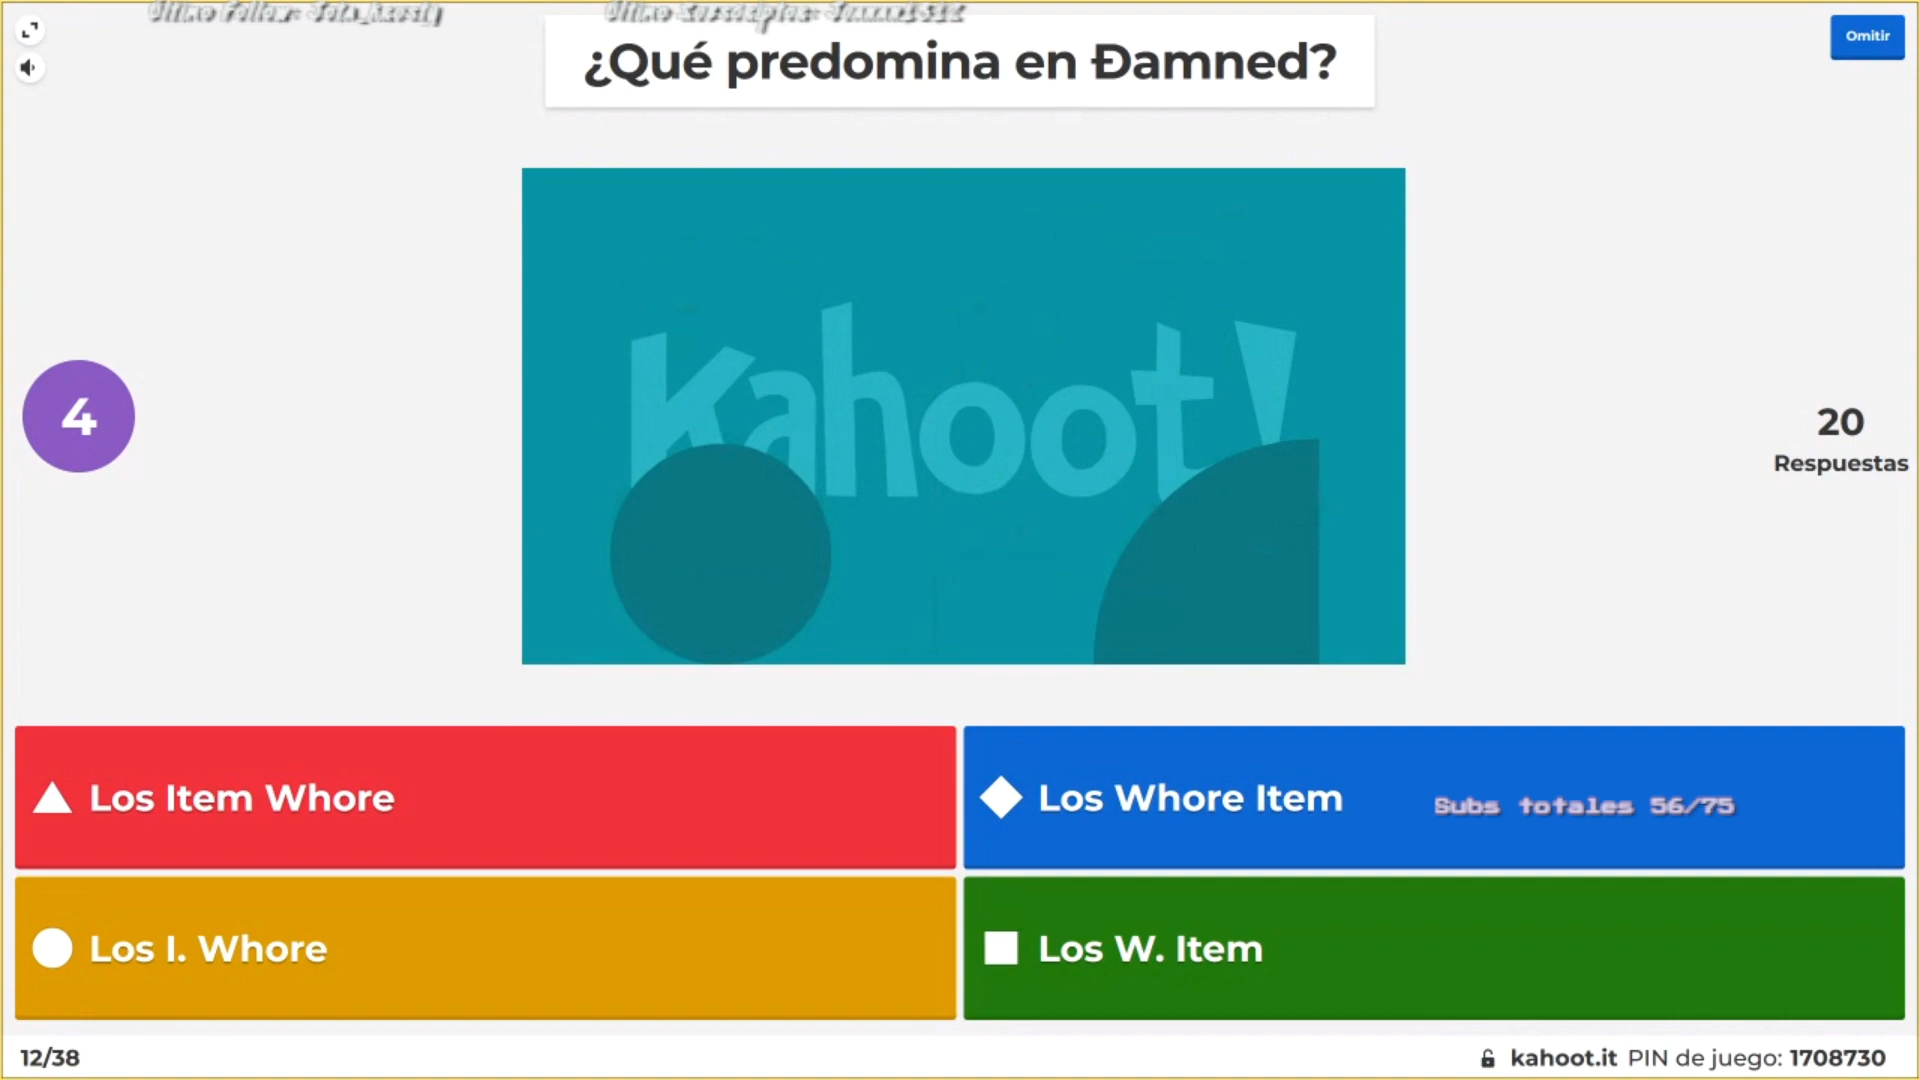 ¿Qué predomina en Đamned?
Omitir
Kahoot!
4
20
Respuestas
Los Item Whore
Los Whore Item
Subs totales 56/75
Los I. Whore
Los W. Item
12/38
kahoot.it PIN de juego: 1708730